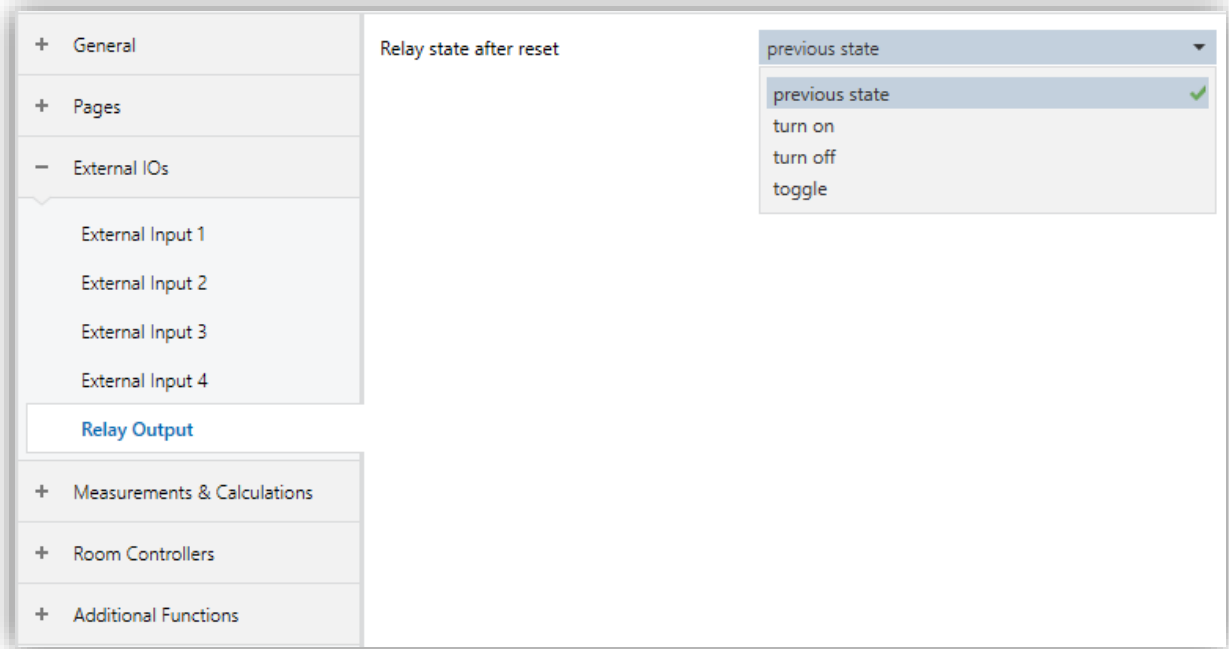 + General
+ Pages
− External IOs
External Input 1
External Input 2
External Input 3
External Input 4
Relay Output
+ Measurements & Calculations
+ Room Controllers
+ Additional Functions
Relay state after reset
previous state
previous state
turn on
turn off
toggle